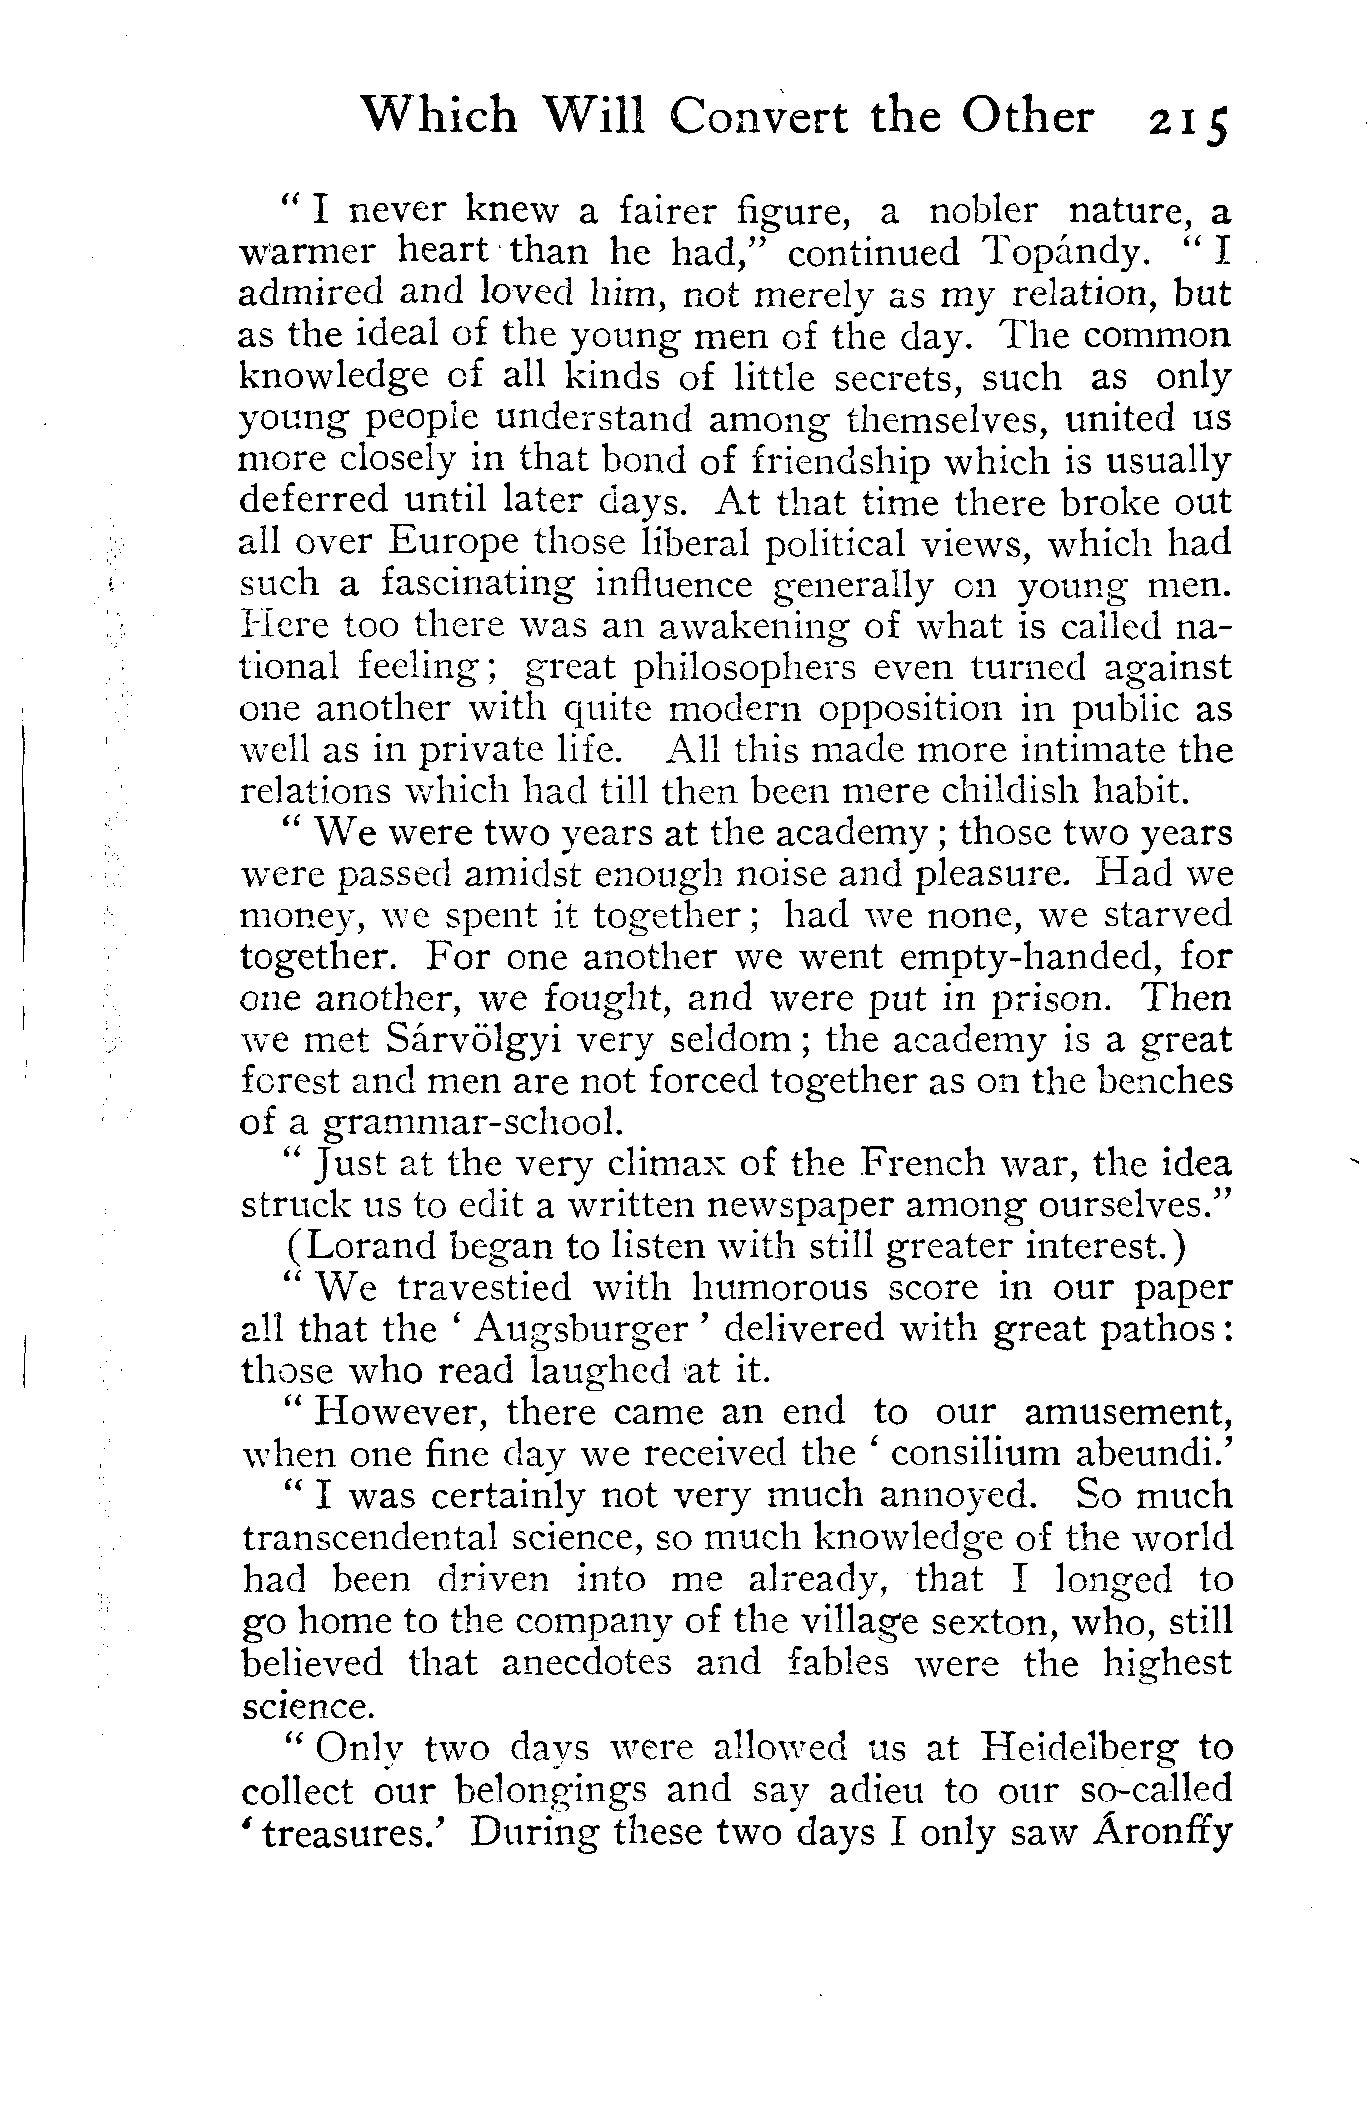 Which Will Convert the Other 215
“ I never knew a fairer figure, a nobler nature, a
warmer heart than he had,” continued Topándy. “ I
admired and loved him, not merely as my relation, but
as the ideal of the young men of the day. The common
knowledge of all kinds of little secrets, such as only
young people understand among themselves, united us
more closely in that bond of friendship which is usually
deferred until later days. At that time there broke out
all over Europe those liberal political views, which had
such a fascinating influence generally on young men.
Here too there was an awakening of what is called na-
tional feeling; great philosophers even turned against
one another with quite modern opposition in public as
well as in private life. All this made more intimate the
relations which had till then been mere childish habit.
“ We were two years at the academy; those two years
were passed amidst enough noise and pleasure. Had we
money, we spent it together; had we none, we starved
together. For one another we went empty-handed, for
one another, we fought, and were put in prison. Then
we met Sárvölgyi very seldom; the academy is a great
forest and men are not forced together as on the benches
of a grammar-school.
“ Just at the very climax of the French war, the idea
struck us to edit a written newspaper among ourselves.”
(Lorand began to listen with still greater interest.)
“ We travestied with humorous score in our paper
all that the ‘ Augsburger ’ delivered with great pathos:
those who read laughed at it.
“ However, there came an end to our amusement,
when one fine day we received the ‘ consilium abeundi.’
“ I was certainly not very much annoyed. So much
transcendental science, so much knowledge of the world
had been driven into me already, that I longed to
go home to the company of the village sexton, who, still
believed that anecdotes and fables were the highest
science.
“ Only two days were allowed us at Heidelberg to
collect our belongings and say adieu to our so-called
‘ treasures.’ During these two days I only saw Áronffy